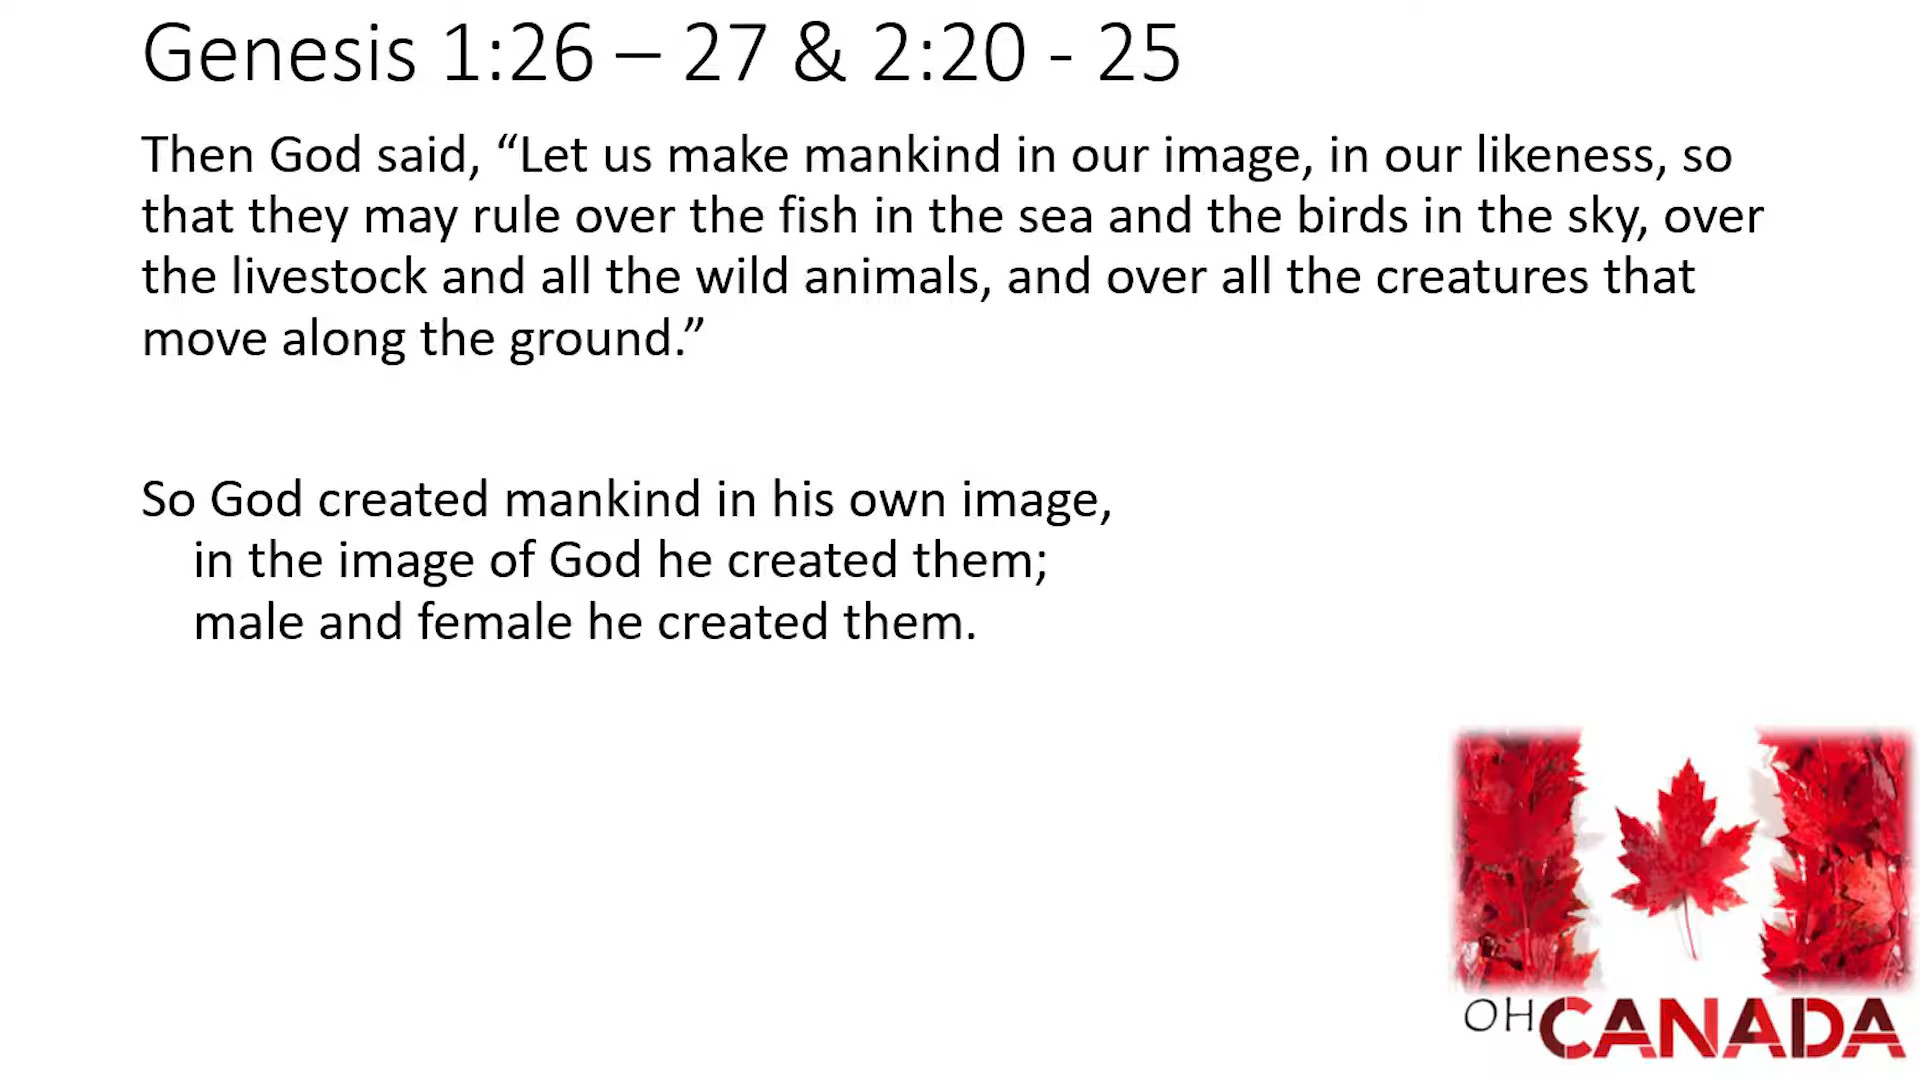 Genesis 1:26 – 27 & 2:20 - 25
Then God said, “Let us make mankind in our image, in our likeness, so
that they may rule over the fish in the sea and the birds in the sky, over
the livestock and all the wild animals, and over all the creatures that
move along the ground.”
So God created mankind in his own image,
in the image of God he created them;
male and female he created them.
OH CANADA